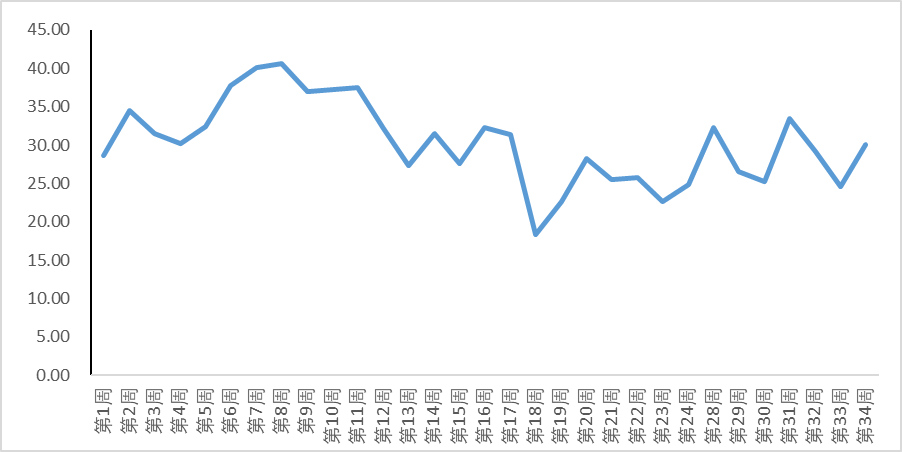 45.00
40.00
35.00
30.00
25.00
20.00
15.00
10.00
5.00
0.00
第1周
第2周
第3周
第4周
第5周
第6周
第7周
第8周
第9周
第10周
第11周
第12周
第13周
第14周
第15周
第16周
第17周
第18周
第19周
第20周
第21周
第22周
第23周
第24周
第28周
第29周
第30周
第31周
第32周
第33周
第34周